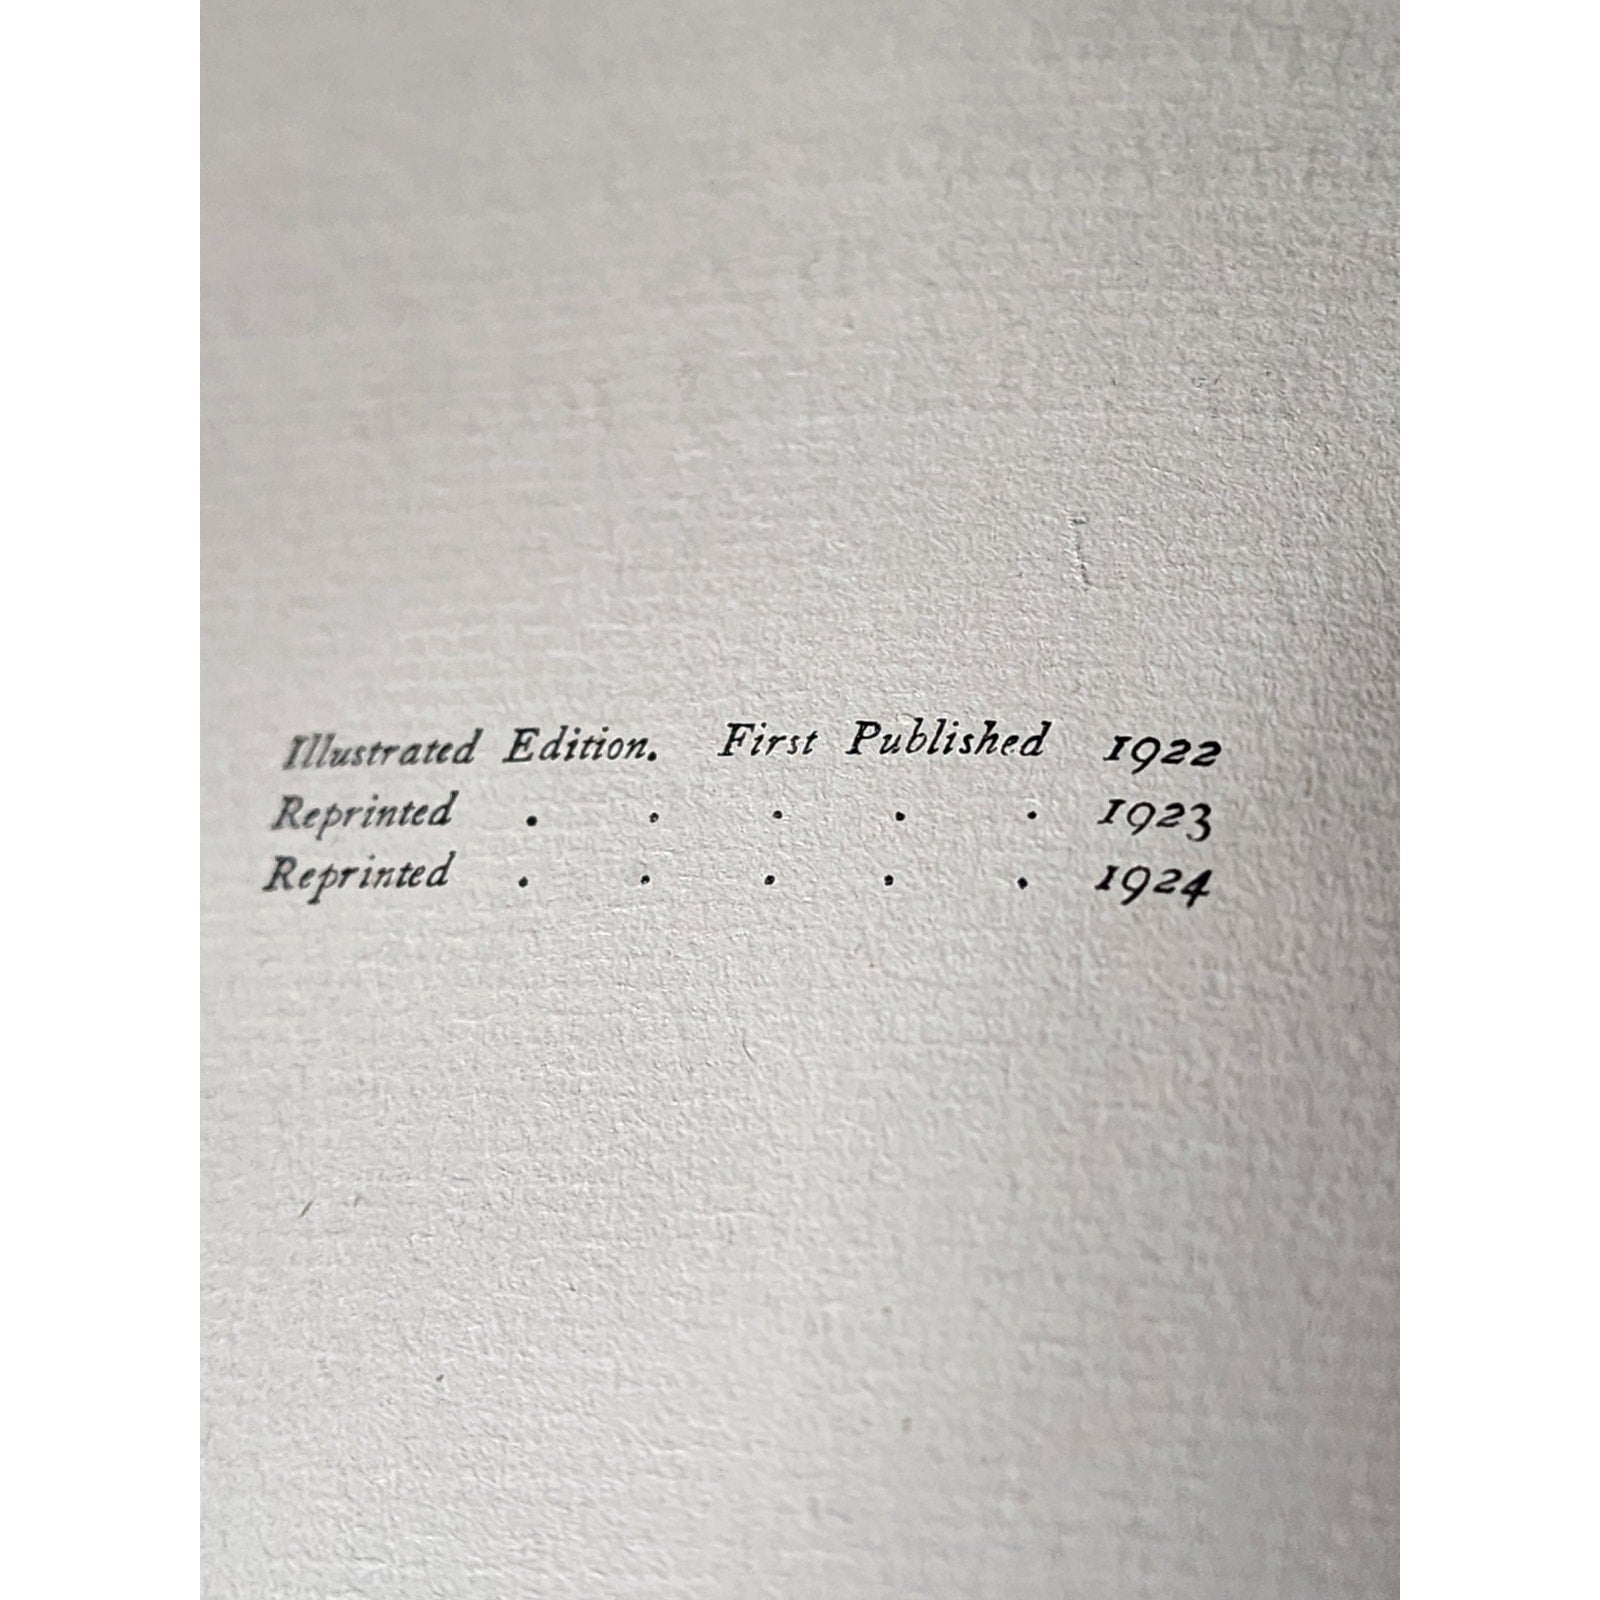 Illustrated Edition. First Published 1922
Reprinted . . . . . 1923
Reprinted . . . . . 1924